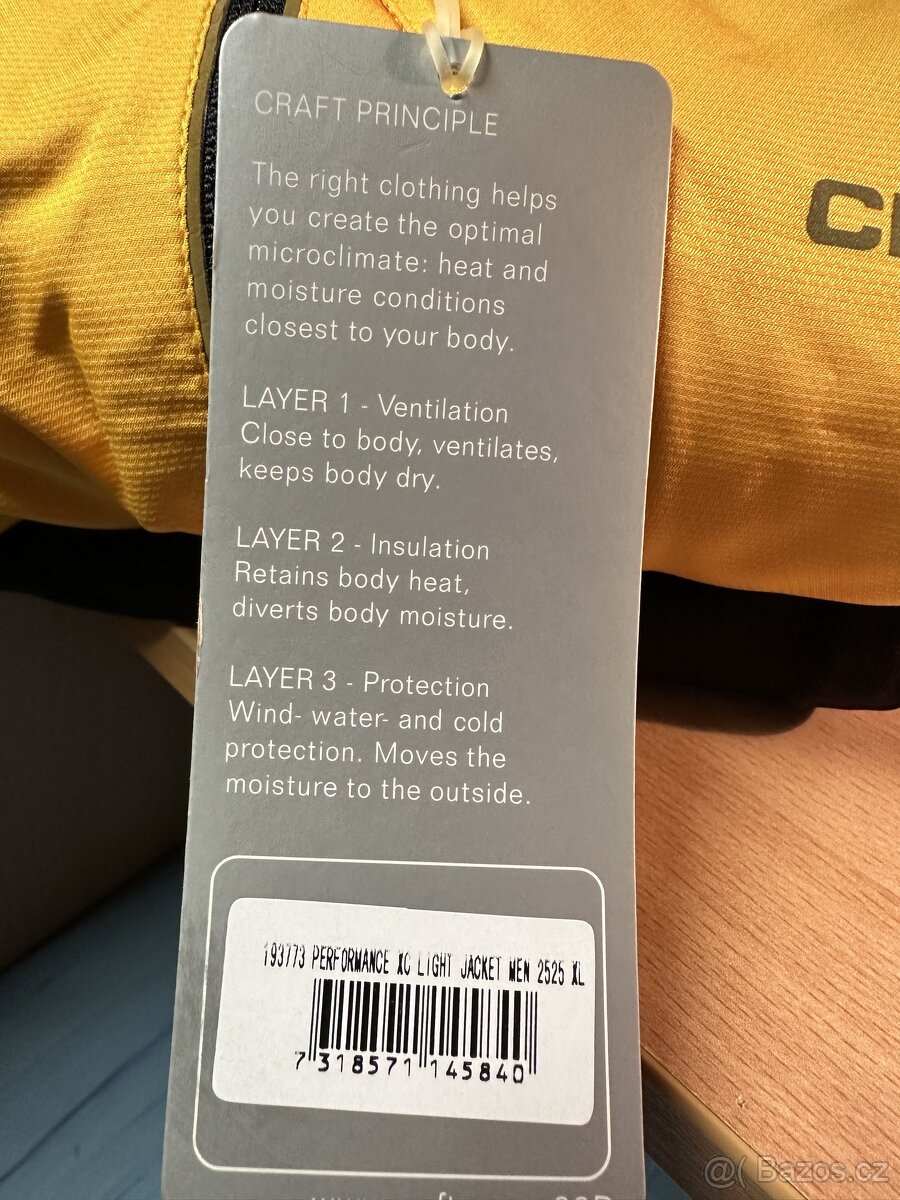 CRAFT PRINCIPLE
The right clothing helps
you create the optimal
microclimate: heat and
moisture conditions
closest to your body.
LAYER 1 - Ventilation
Close to body, ventilates,
keeps body dry.
LAYER 2 - Insulation
Retains body heat,
diverts body moisture.
LAYER 3 - Protection
Wind- water- and cold
protection. Moves the
moisture to the outside.
193773 PERFORMANCE XC LIGHT JACKET MEN 2525 XL
7 318571 145840
@( Bazos.cz